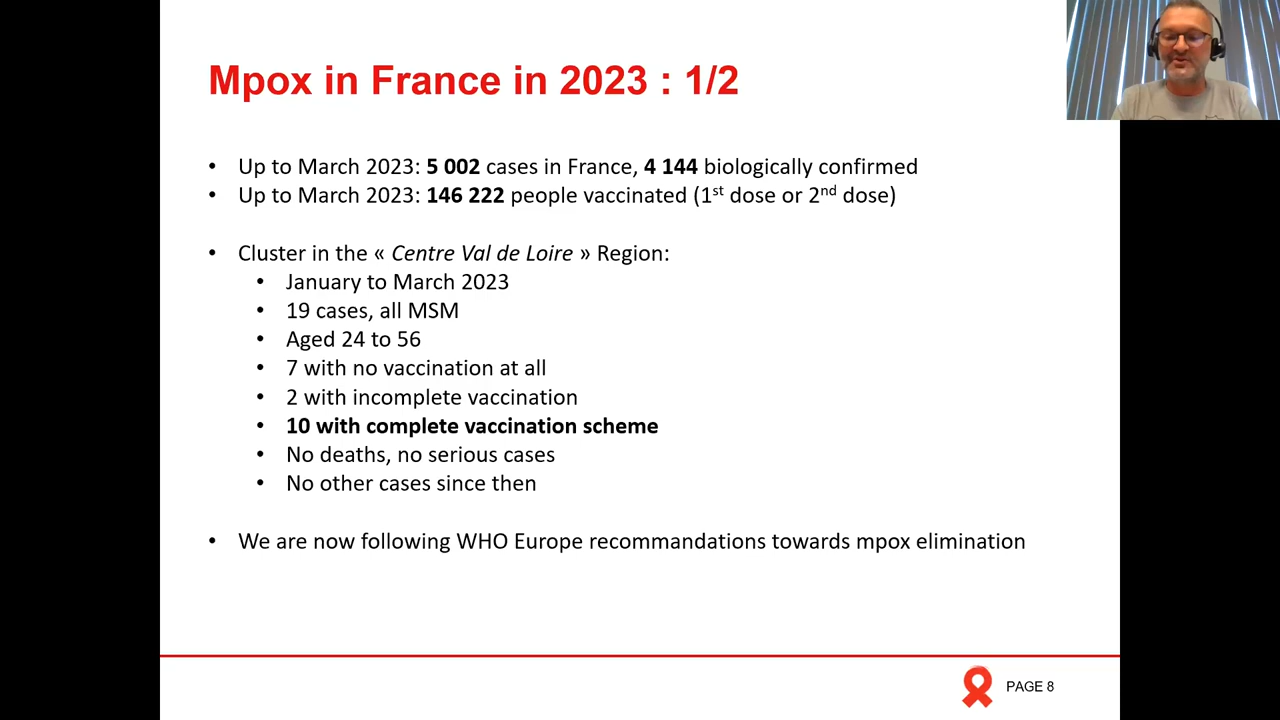 Mpox in France in 2023 : 1/2
• Up to March 2023: 5 002 cases in France, 4 144 biologically confirmed
• Up to March 2023: 146 222 people vaccinated (1st dose or 2nd dose)
• Cluster in the « Centre Val de Loire » Region:
• January to March 2023
• 19 cases, all MSM
• Aged 24 to 56
• 7 with no vaccination at all
• 2 with incomplete vaccination
• 10 with complete vaccination scheme
• No deaths, no serious cases
• No other cases since then
• We are now following WHO Europe recommandations towards mpox elimination
PAGE 8